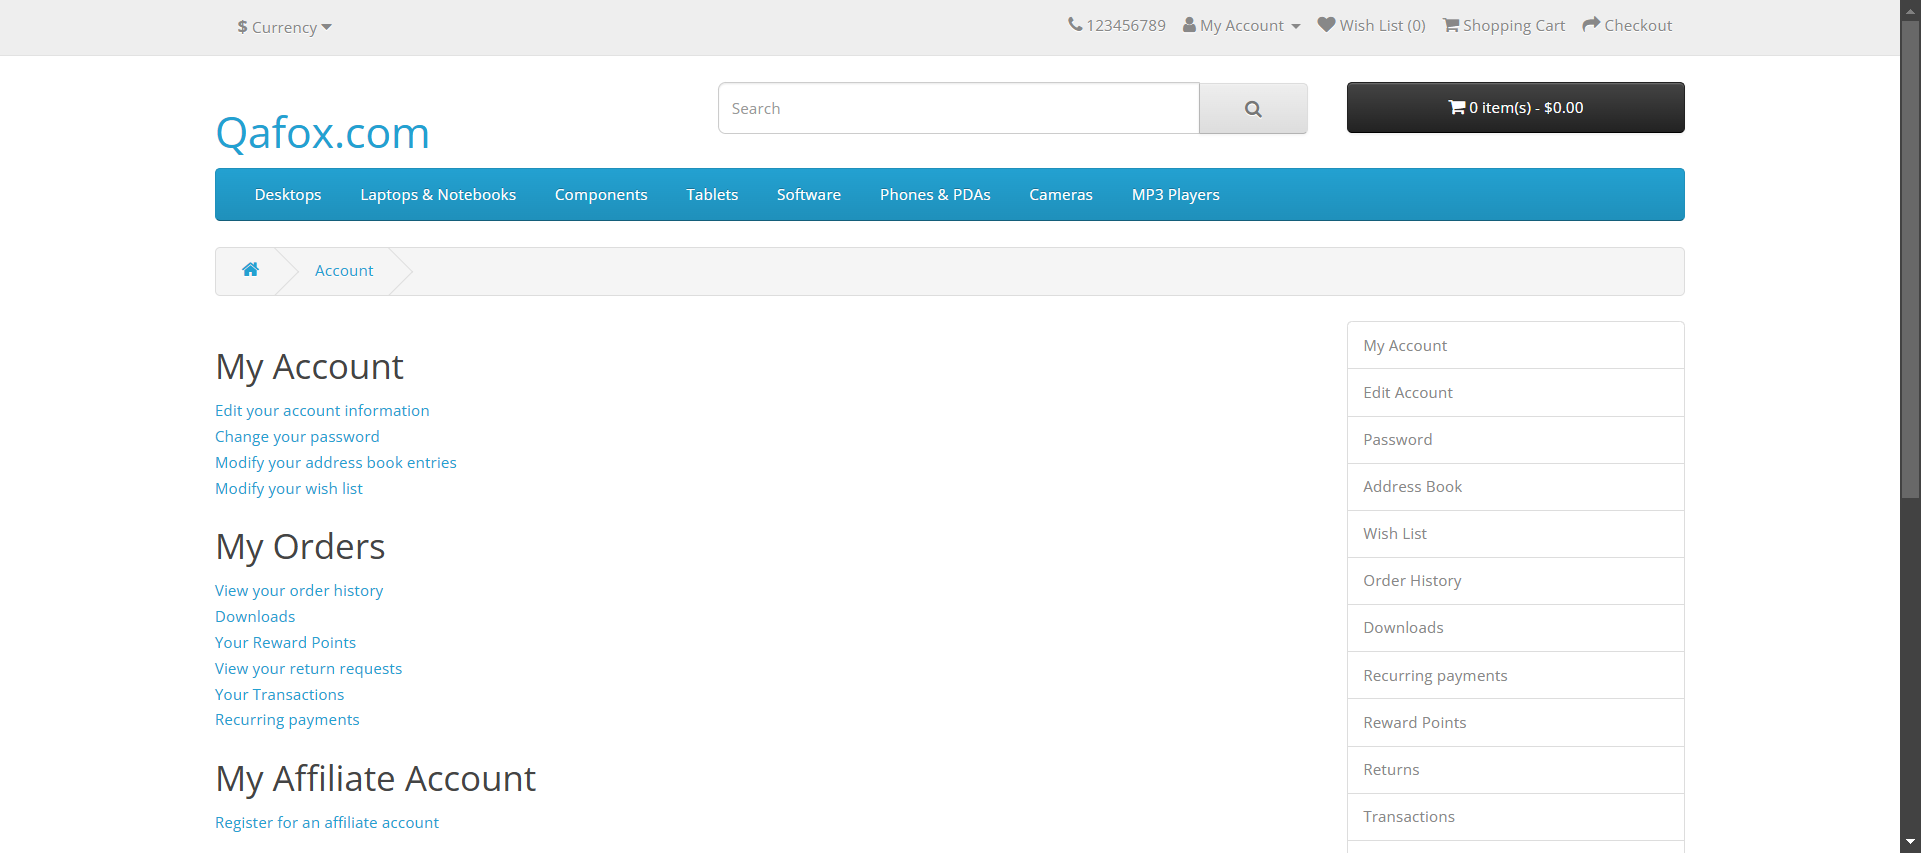 $ Currency
123456789 My Account Wish List (0) Shopping Cart Checkout
Qafox.com
Search
0 item(s) - $0.00
Desktops Laptops & Notebooks Components Tablets Software Phones & PDAs Cameras MP3 Players
Account
My Account
Edit your account information
Change your password
Modify your address book entries
Modify your wish list
My Orders
View your order history
Downloads
Your Reward Points
View your return requests
Your Transactions
Recurring payments
My Affiliate Account
Register for an affiliate account
My Account
Edit Account
Password
Address Book
Wish List
Order History
Downloads
Recurring payments
Reward Points
Returns
Transactions